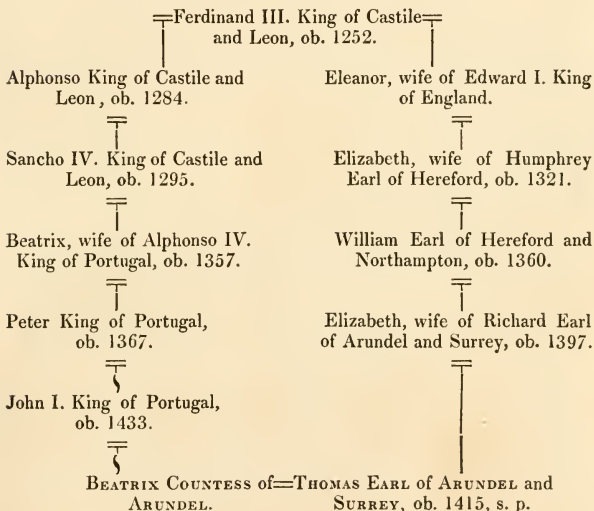 Ferdinand III. King of Castile
and Leon, ob. 1252.
Alphonso King of Castile and
Leon, ob. 1284.
Eleanor, wife of Edward I. King
of England.
Sancho IV. King of Castile and
Leon, ob. 1295.
Elizabeth, wife of Humphrey
Earl of Hereford, ob. 1321.
Beatrix, wife of Alphonso IV.
King of Portugal, ob. 1357.
William Earl of Hereford and
Northampton, ob. 1360.
Peter King of Portugal,
ob. 1367.
Elizabeth, wife of Richard Earl
of Arundel and Surrey, ob. 1397.
John I. King of Portugal,
ob. 1433.
BEATRIX COUNTESS of=THOMAS EARL of ARUNDEL and
ARUNDEL.
SURREY, ob. 1415, s. p.